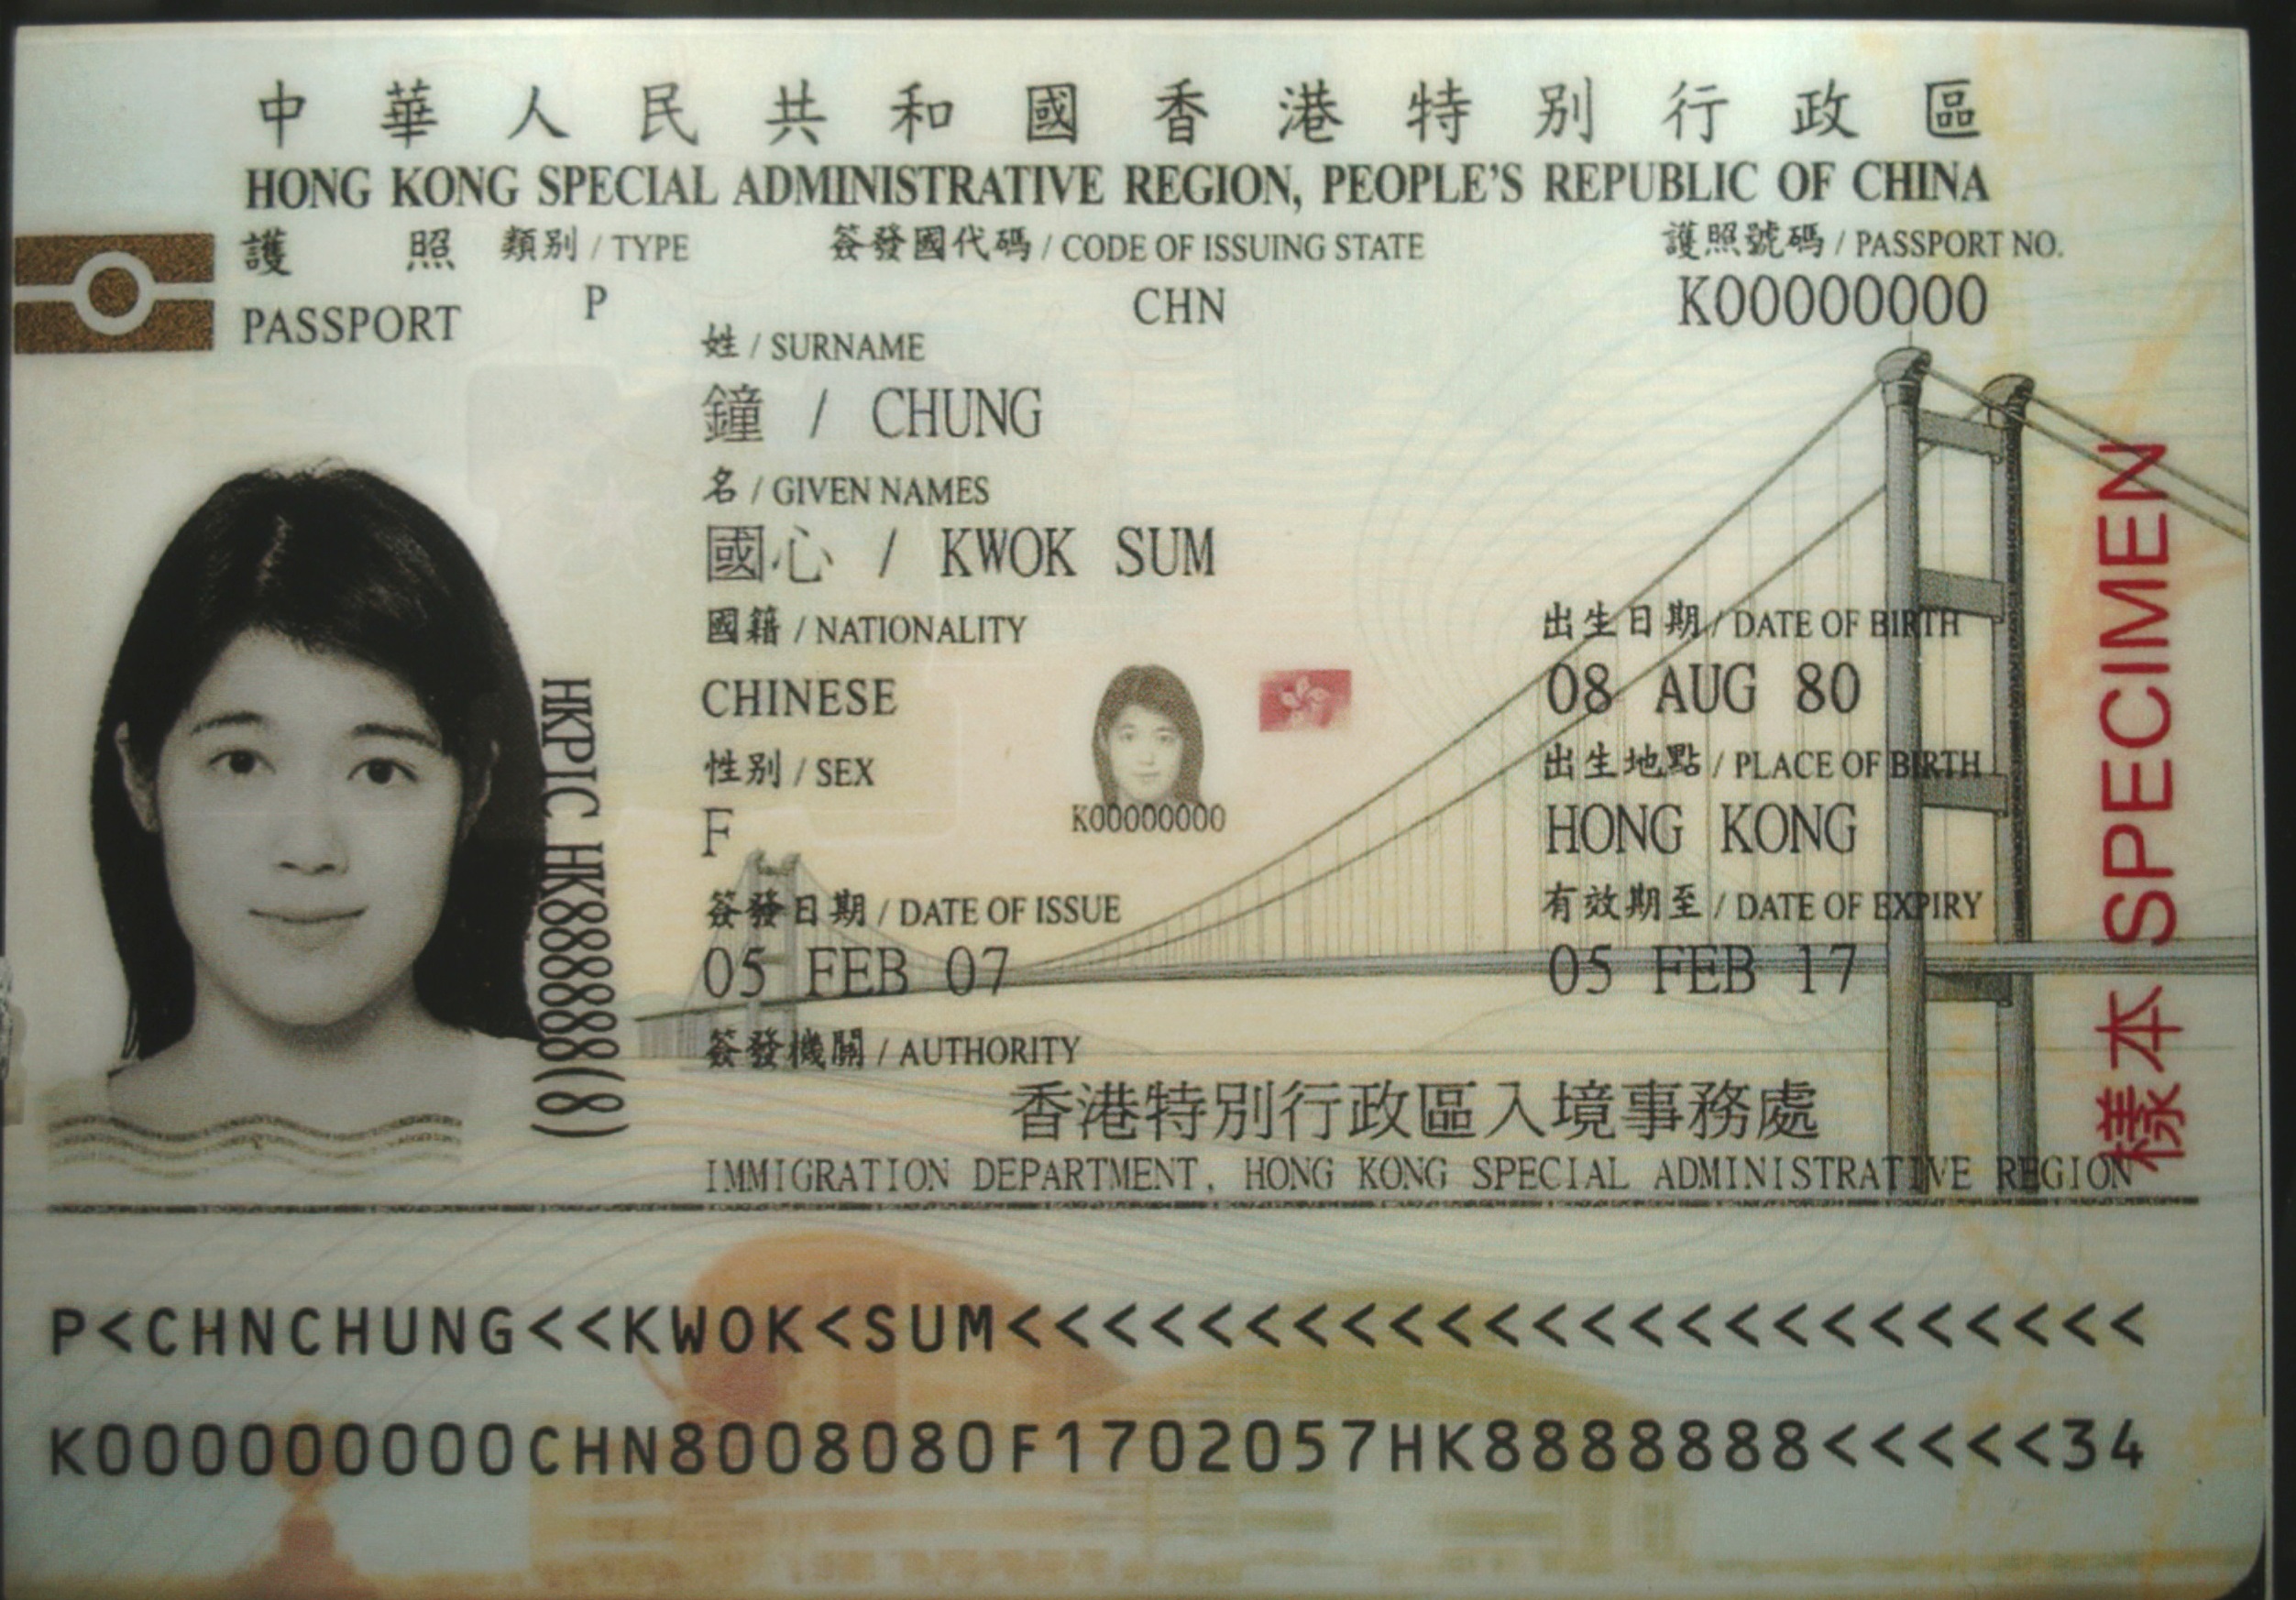 中華人民共和國香港特別行政區
HONG KONG SPECIAL ADMINISTRATIVE REGION, PEOPLE'S REPUBLIC OF CHINA
護照 類別 / TYPE 簽發國代碼 / CODE OF ISSUING STATE 護照號碼 / PASSPORT NO.
PASSPORT P CHN K00000000
姓 / SURNAME
鐘 / CHUNG
名 / GIVEN NAMES
國心 / KWOK SUM
國籍 / NATIONALITY 出生日期 / DATE OF BIRTH
CHINESE 08 AUG 80
性別 / SEX 出生地點 / PLACE OF BIRTH
F K00000000 HONG KONG
簽發日期 / DATE OF ISSUE 有效期至 / DATE OF EXPIRY
05 FEB 07 05 FEB 17
簽發機關 / AUTHORITY
香港特別行政區入境事務處
IMMIGRATION DEPARTMENT, HONG KONG SPECIAL ADMINISTRATIVE REGION
HKPIC HK8888888(8)
樣本 SPECIMEN
P<CHNCHUNG<<KWOK<SUM<<<<<<<<<<<<<<<<<<<<<<<<
K000000000CHN8008080F1702057HK8888888<<<<<34